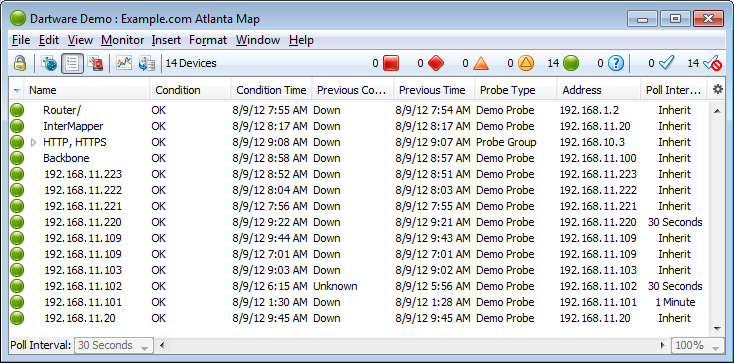 Dartware Demo : Example.com Atlanta Map
File Edit View Monitor Insert Format Window Help
14 Devices 0 0 0 0 14 0 ? 0 14
Name Condition Condition Time Previous Co... Previous Time Probe Type Address Poll Inter...
Router/ OK 8/9/12 7:55 AM Down 8/9/12 7:54 AM Demo Probe 192.168.1.2 Inherit
InterMapper OK 8/9/12 8:17 AM Down 8/9/12 8:17 AM Demo Probe 192.168.11.20 Inherit
HTTP, HTTPS OK 8/9/12 9:08 AM Down 8/9/12 9:07 AM Probe Group 192.168.10.3 Inherit
Backbone OK 8/9/12 8:58 AM Down 8/9/12 8:57 AM Demo Probe 192.168.11.100 Inherit
192.168.11.223 OK 8/9/12 8:52 AM Down 8/9/12 8:51 AM Demo Probe 192.168.11.223 Inherit
192.168.11.222 OK 8/9/12 8:04 AM Down 8/9/12 8:03 AM Demo Probe 192.168.11.222 Inherit
192.168.11.221 OK 8/9/12 7:56 AM Down 8/9/12 7:55 AM Demo Probe 192.168.11.221 Inherit
192.168.11.220 OK 8/9/12 9:22 AM Down 8/9/12 9:21 AM Demo Probe 192.168.11.220 30 Seconds
192.168.11.109 OK 8/9/12 9:44 AM Down 8/9/12 9:43 AM Demo Probe 192.168.11.109 Inherit
192.168.11.109 OK 8/9/12 7:01 AM Down 8/9/12 7:01 AM Demo Probe 192.168.11.109 Inherit
192.168.11.103 OK 8/9/12 9:03 AM Down 8/9/12 9:02 AM Demo Probe 192.168.11.103 Inherit
192.168.11.102 OK 8/9/12 6:15 AM Unknown 8/9/12 5:56 AM Demo Probe 192.168.11.102 30 Seconds
192.168.11.101 OK 8/9/12 1:30 AM Down 8/9/12 1:28 AM Demo Probe 192.168.11.101 1 Minute
192.168.11.20 OK 8/9/12 9:45 AM Down 8/9/12 9:45 AM Demo Probe 192.168.11.20 Inherit
Poll Interval: 30 Seconds 100%